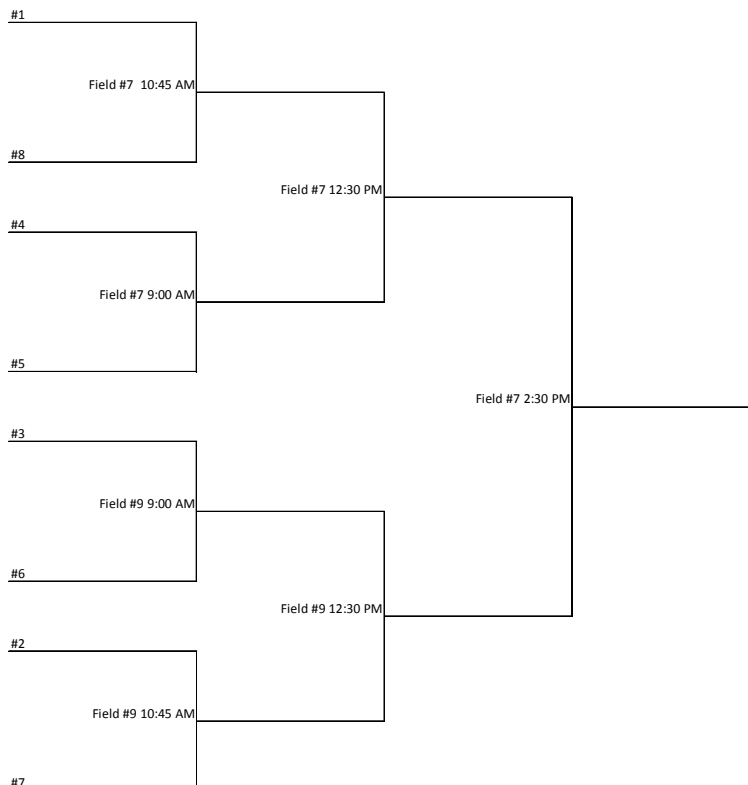 #1
Field #7  10:45 AM
#8
Field #7 12:30 PM
#4
Field #7 9:00 AM
#5
Field #7 2:30 PM
#3
Field #9 9:00 AM
#6
Field #9 12:30 PM
#2
Field #9 10:45 AM
#7